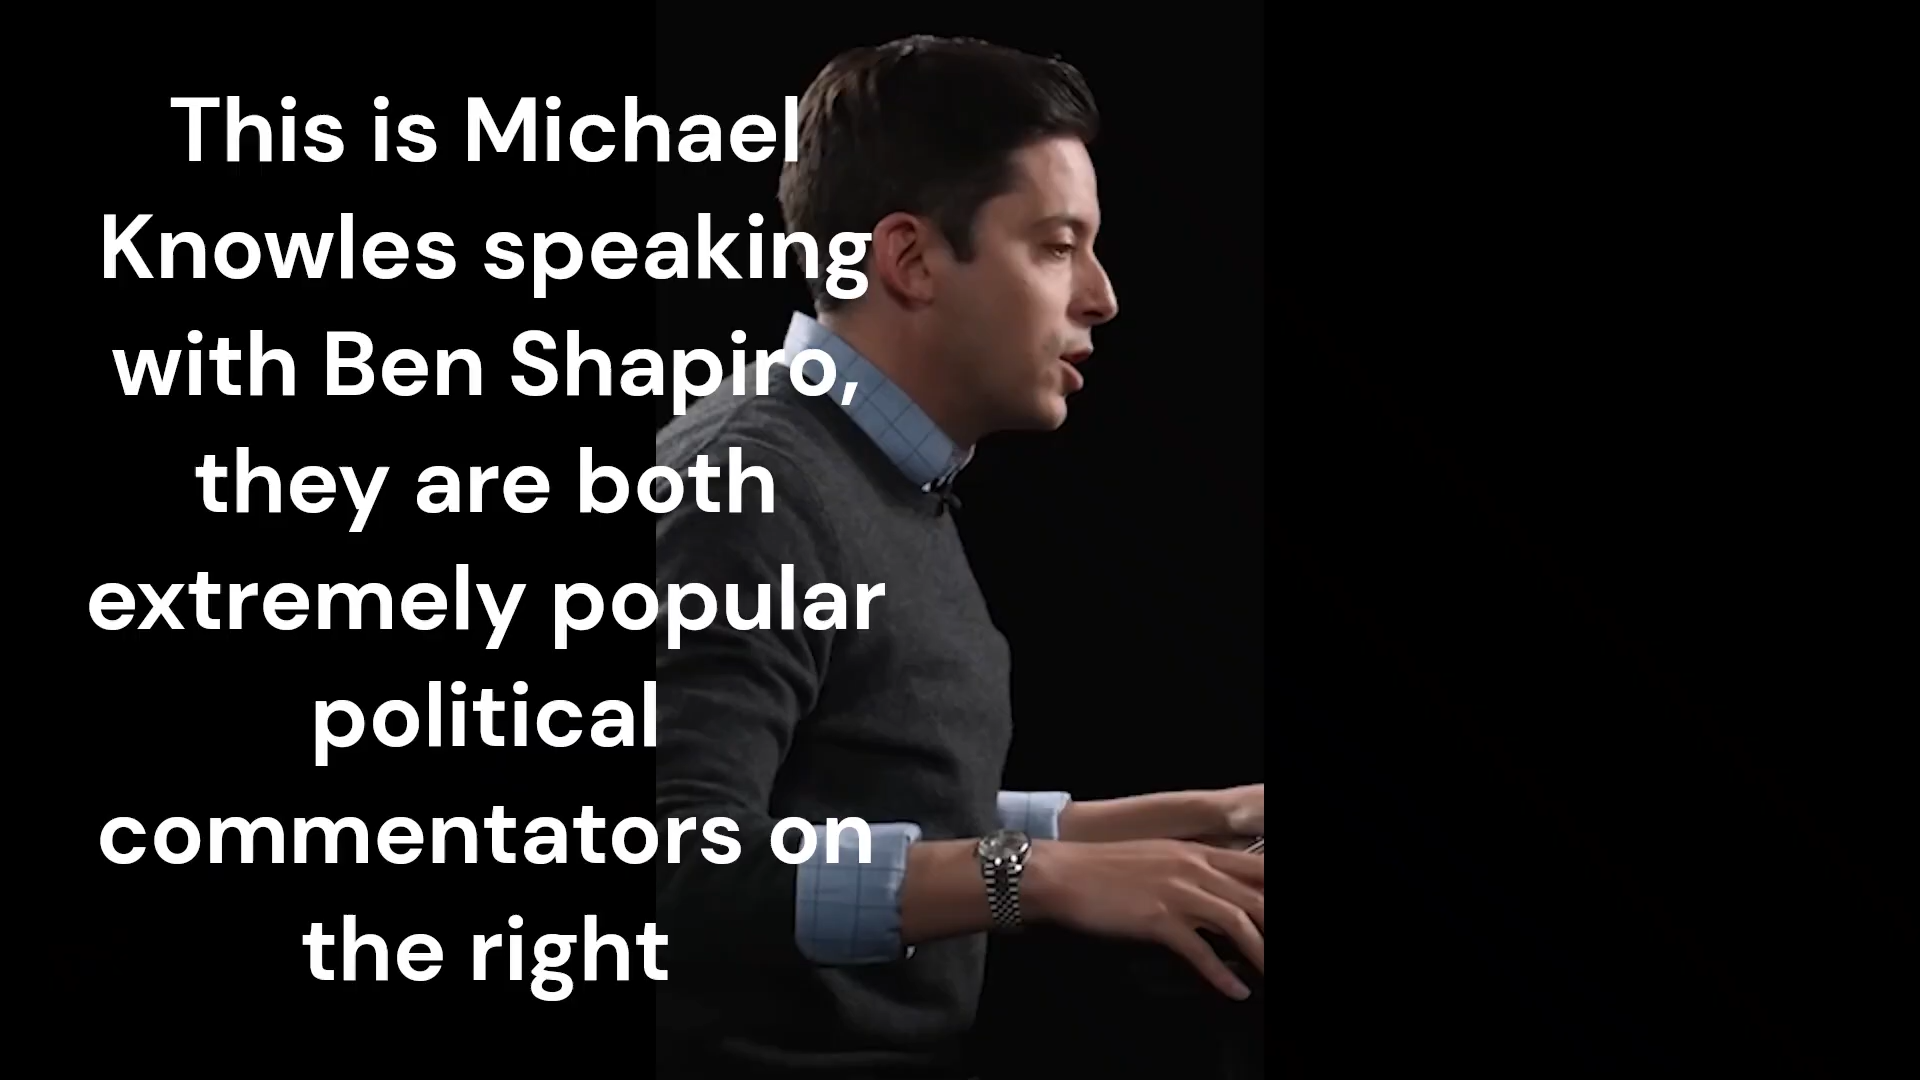 This is Michael
Knowles speaking
with Ben Shapiro,
they are both
extremely popular
political
commentators on
the right